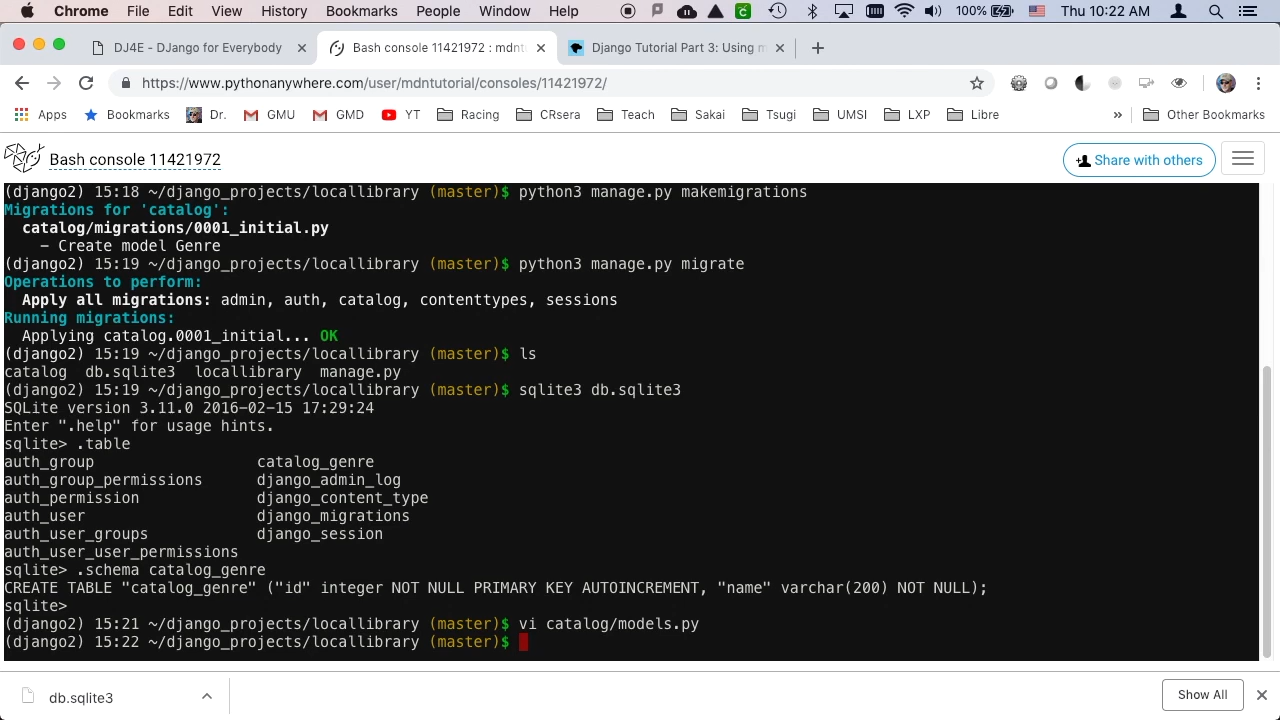 Chrome File Edit View History Bookmarks People Window Help 100% Thu 10:22 AM
DJ4E - DJango for Everybody Bash console 11421972 : mdntu Django Tutorial Part 3: Using m
https://www.pythonanywhere.com/user/mdntutorial/consoles/11421972/
Apps Bookmarks Dr. GMU GMD YT Racing CRsera Teach Sakai Tsugi UMSI LXP Libre » Other Bookmarks
Bash console 11421972 Share with others
(django2) 15:18 ~/django_projects/locallibrary (master)$ python3 manage.py makemigrations
Migrations for 'catalog':
catalog/migrations/0001_initial.py
- Create model Genre
(django2) 15:19 ~/django_projects/locallibrary (master)$ python3 manage.py migrate
Operations to perform:
Apply all migrations: admin, auth, catalog, contenttypes, sessions
Running migrations:
Applying catalog.0001_initial... OK
(django2) 15:19 ~/django_projects/locallibrary (master)$ ls
catalog db.sqlite3 locallibrary manage.py
(django2) 15:19 ~/django_projects/locallibrary (master)$ sqlite3 db.sqlite3
SQLite version 3.11.0 2016-02-15 17:29:24
Enter ".help" for usage hints.
sqlite> .table
auth_group catalog_genre
auth_group_permissions django_admin_log
auth_permission django_content_type
auth_user django_migrations
auth_user_groups django_session
auth_user_user_permissions
sqlite> .schema catalog_genre
CREATE TABLE "catalog_genre" ("id" integer NOT NULL PRIMARY KEY AUTOINCREMENT, "name" varchar(200) NOT NULL);
sqlite>
(django2) 15:21 ~/django_projects/locallibrary (master)$ vi catalog/models.py
(django2) 15:22 ~/django_projects/locallibrary (master)$
db.sqlite3 Show All